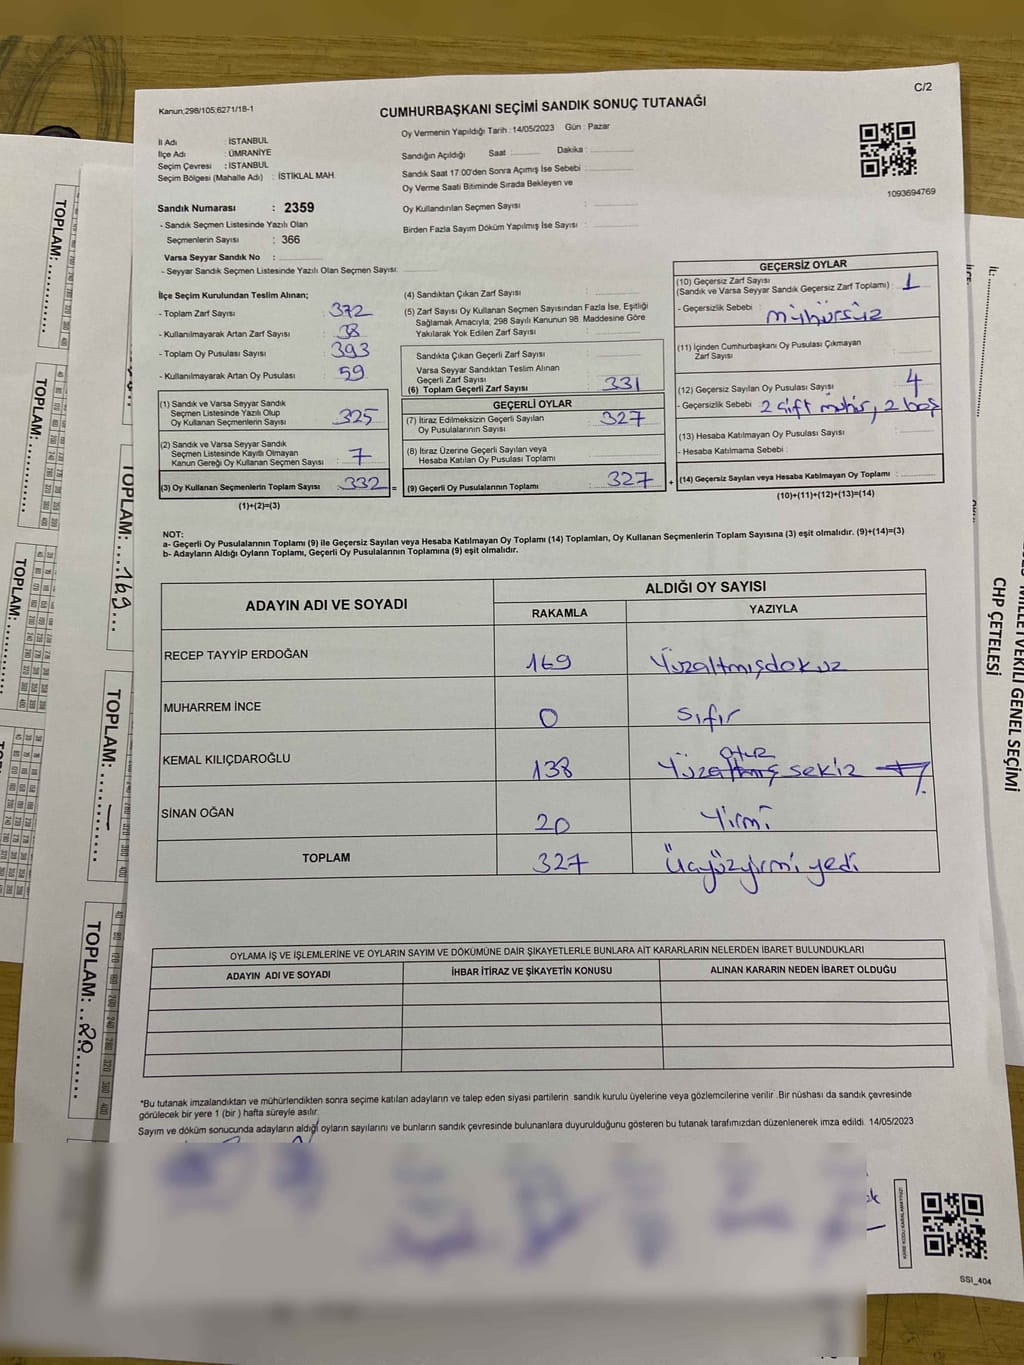 Kanun;298/105;6271/18-1
C/2
CUMHURBAŞKANI SEÇİMİ SANDIK SONUÇ TUTANAĞI
İl Adı : İSTANBUL
İlçe Adı : ÜMRANİYE
Seçim Çevresi : İSTANBUL
Seçim Bölgesi (Mahalle Adı) : İSTİKLAL MAH.
Sandık Numarası : 2359
- Sandık Seçmen Listesinde Yazılı Olan
Seçmenlerin Sayısı : 366
Varsa Seyyar Sandık No :
- Seyyar Sandık Seçmen Listesinde Yazılı Olan Seçmen Sayısı:
Oy Vermenin Yapıldığı Tarih : 14/05/2023 Gün : Pazar
Sandığın Açıldığı Saat Dakika :
Sandık Saat 17:00'den Sonra Açımış İse Sebebi :
Oy Verme Saati Bitiminde Sırada Bekleyen ve
Oy Kullandırılan Seçmen Sayısı :
Birden Fazla Sayım Döküm Yapılmış İse Sayısı :
1093694769
İlçe Seçim Kurulundan Teslim Alınan;
- Toplam Zarf Sayısı : 372
- Kullanılmayarak Artan Zarf Sayısı : 38
- Toplam Oy Pusulası Sayısı : 393
- Kullanılmayarak Artan Oy Pusulası : 59
(1) Sandık ve Varsa Seyyar Sandık
Seçmen Listesinde Yazılı Olup
Oy Kullanan Seçmenlerin Sayısı : 325
(2) Sandık ve Varsa Seyyar Sandık
Seçmen Listesinde Kayıtlı Olmayan
Kanun Gereği Oy Kullanan Seçmen Sayısı : 7
(3) Oy Kullanan Seçmenlerin Toplam Sayısı : 332 =
(1)+(2)=(3)
(4) Sandıktan Çıkan Zarf Sayısı :
(5) Zarf Sayısı Oy Kullanan Seçmen Sayısından Fazla İse, Eşitliği
Sağlamak Amacıyla; 298 Sayılı Kanunun 98. Maddesine Göre
Yakılarak Yok Edilen Zarf Sayısı :
Sandıkta Çıkan Geçerli Zarf Sayısı :
Varsa Seyyar Sandıktan Teslim Alınan
Geçerli Zarf Sayısı :
(6) Toplam Geçerli Zarf Sayısı : 331
GEÇERLİ OYLAR
(7) İtiraz Edilmeksizin Geçerli Sayılan
Oy Pusulalarının Sayısı : 327
(8) İtiraz Üzerine Geçerli Sayılan veya
Hesaba Katılan Oy Pusulası Toplamı :
(9) Geçerli Oy Pusulalarının Toplamı : 327 +
GEÇERSİZ OYLAR
(10) Geçersiz Zarf Sayısı
(Sandık ve Varsa Seyyar Sandık Geçersiz Zarf Toplamı) : 1
- Geçersizlik Sebebi : mühürsüz
(11) İçinden Cumhurbaşkanı Oy Pusulası Çıkmayan
Zarf Sayısı :
(12) Geçersiz Sayılan Oy Pusulası Sayısı : 4
- Geçersizlik Sebebi : 2 çift mühür, 2 boş
(13) Hesaba Katılmayan Oy Pusulası Sayısı :
- Hesaba Katılmama Sebebi :
(14) Geçersiz Sayılan veya Hesaba Katılmayan Oy Toplamı :
(10)+(11)+(12)+(13)=(14)
NOT:
a- Geçerli Oy Pusulalarının Toplamı (9) ile Geçersiz Sayılan veya Hesaba Katılmayan Oy Toplamı (14) Toplamları, Oy Kullanan Seçmenlerin Toplam Sayısına (3) eşit olmalıdır. (9)+(14)=(3)
b- Adayların Aldığı Oyların Toplamı, Geçerli Oy Pusulalarının Toplamına (9) eşit olmalıdır.
ADAYIN ADI VE SOYADI
ALDIĞI OY SAYISI
RAKAMLA YAZIYLA
RECEP TAYYİP ERDOĞAN 169 Yüzaltmışdokuz
MUHARREM İNCE 0 sıfır
KEMAL KILIÇDAROĞLU 138 Yüzaltmış otuz sekiz
SİNAN OĞAN 20 Yirmi
TOPLAM 327 Üçyüzyirmi yedi
OYLAMA İŞ VE İŞLEMLERİNE VE OYLARIN SAYIM VE DÖKÜMÜNE DAİR ŞİKAYETLERLE BUNLARA AİT KARARLARIN NELERDEN İBARET BULUNDUKLARI
ADAYIN ADI VE SOYADI İHBAR İTİRAZ VE ŞİKAYETİN KONUSU ALINAN KARARIN NEDEN İBARET OLDUĞU
*Bu tutanak imzalandıktan ve mühürlendikten sonra seçime katılan adayların ve talep eden siyasi partilerin sandık kurulu üyelerine veya gözlemcilerine verilir .Bir nüshası da sandık çevresinde
görülecek bir yere 1 (bir ) hafta süreyle asılır.
Sayım ve döküm sonucunda adayların aldığı oyların sayılarını ve bunların sandık çevresinde bulunanlara duyurulduğunu gösteren bu tutanak tarafımızdan düzenlenerek imza edildi. 14/05/2023
SSI_404
TOPLAM:
TOPLAM:
TOPLAM:
TOPLAM: 169
TOPLAM: —
TOPLAM: 20
MİLLETVEKİLİ GENEL SEÇİMİ
CHP ÇETELESİ
İL:
İLÇE: